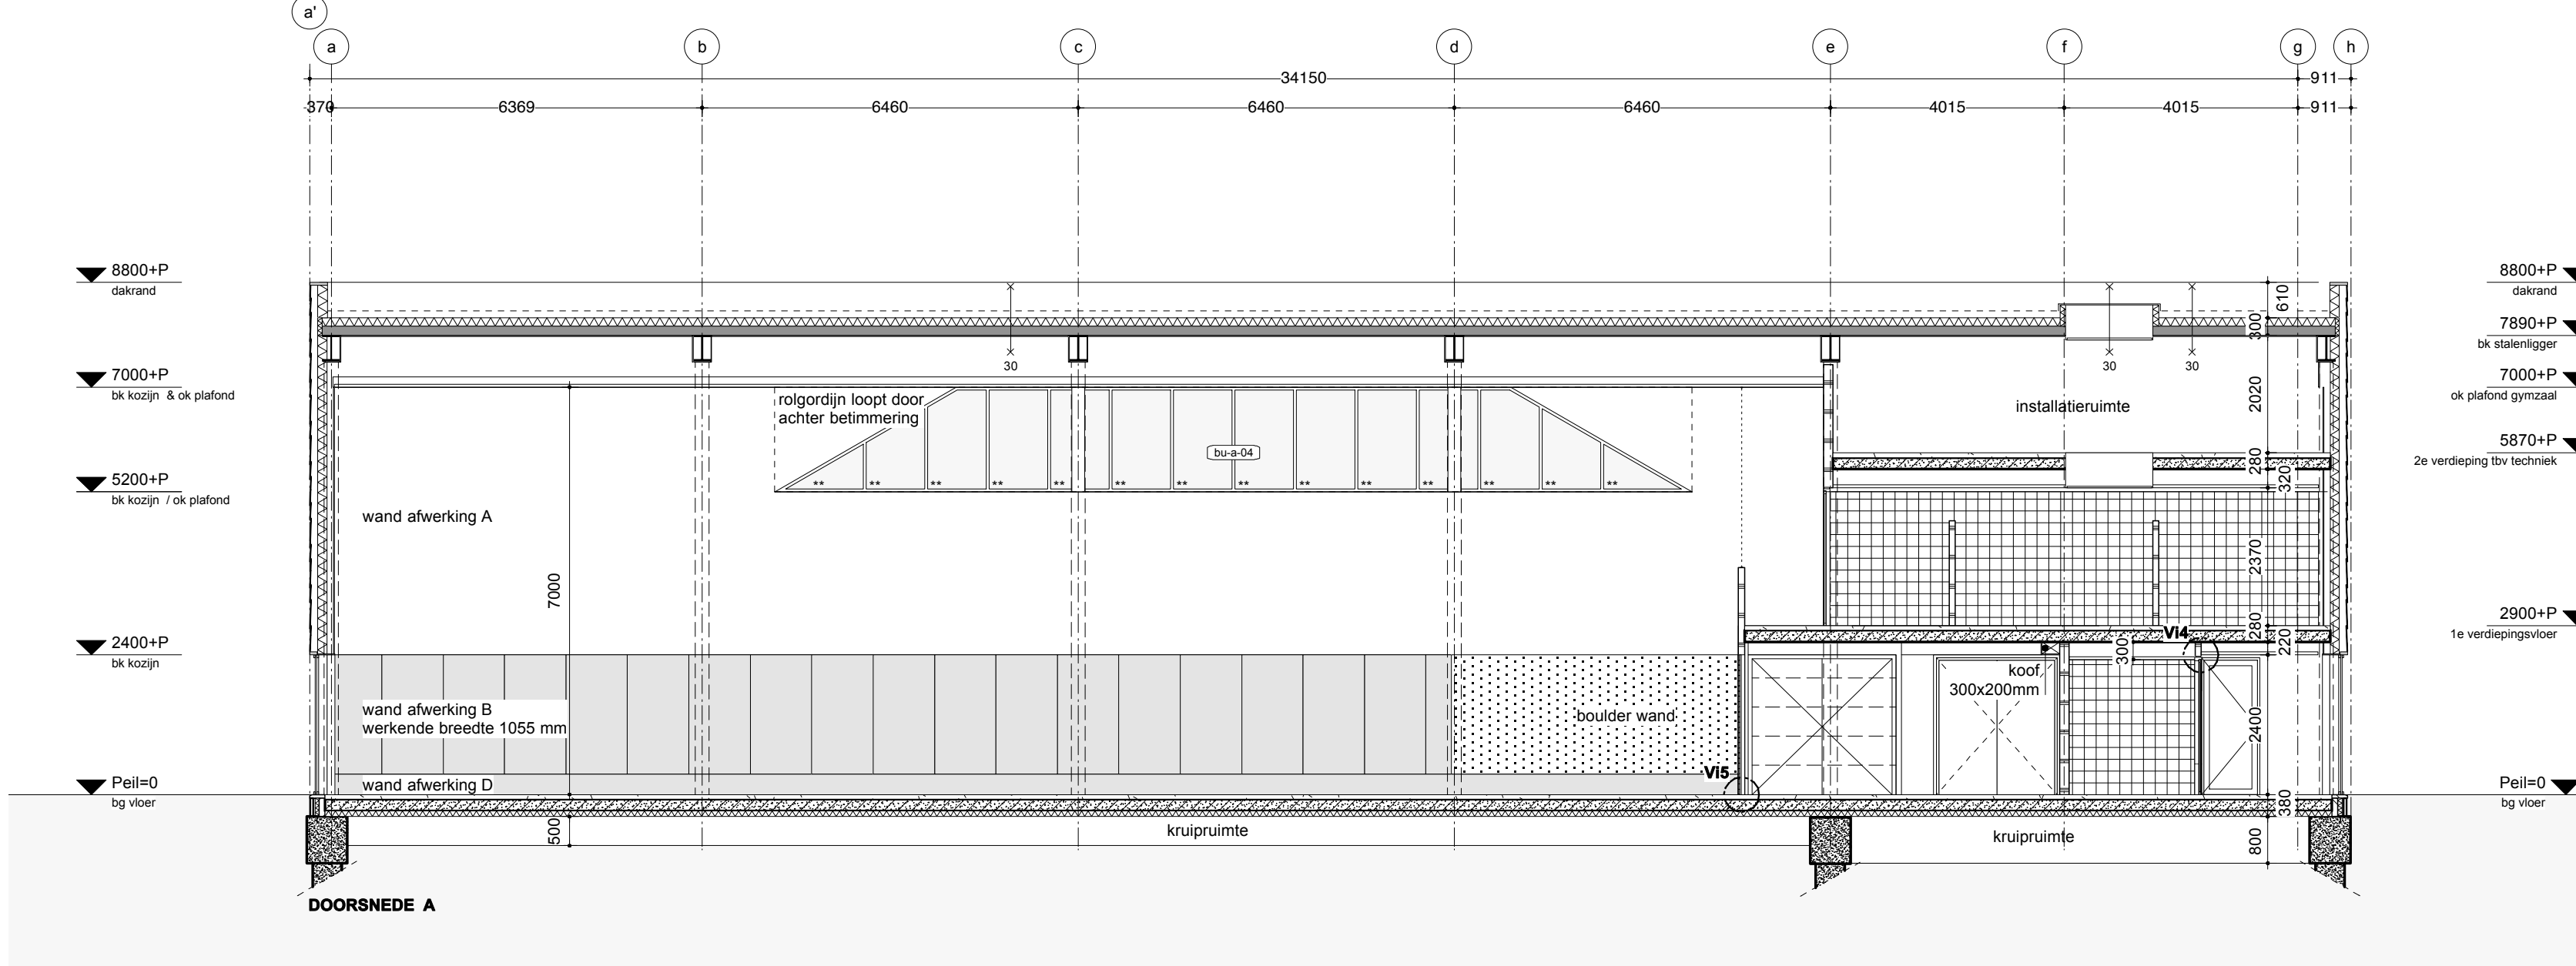 a'
a b c d e f g h
34150 911
370 6369 6460 6460 6460 4015 4015 911
8800+P
dakrand
7000+P
bk kozijn & ok plafond
5200+P
bk kozijn / ok plafond
2400+P
bk kozijn
Peil=0
bg vloer
30
30
30
rolgordijn loopt door
achter betimmering
bu-a-04
** ** ** ** ** ** ** ** ** ** ** ** ** **
wand afwerking A
7000
wand afwerking B
werkende breedte 1055 mm
wand afwerking D
boulder wand
Vi5
installatieruimte
Vi4
300
koof
300x200mm
610
300
2020
280
320
2370
280
220
2400
380
800
500
kruipruimte
kruipruimte
8800+P
dakrand
7890+P
bk stalenligger
7000+P
ok plafond gymzaal
5870+P
2e verdieping tbv techniek
2900+P
1e verdiepingsvloer
Peil=0
bg vloer
DOORSNEDE A